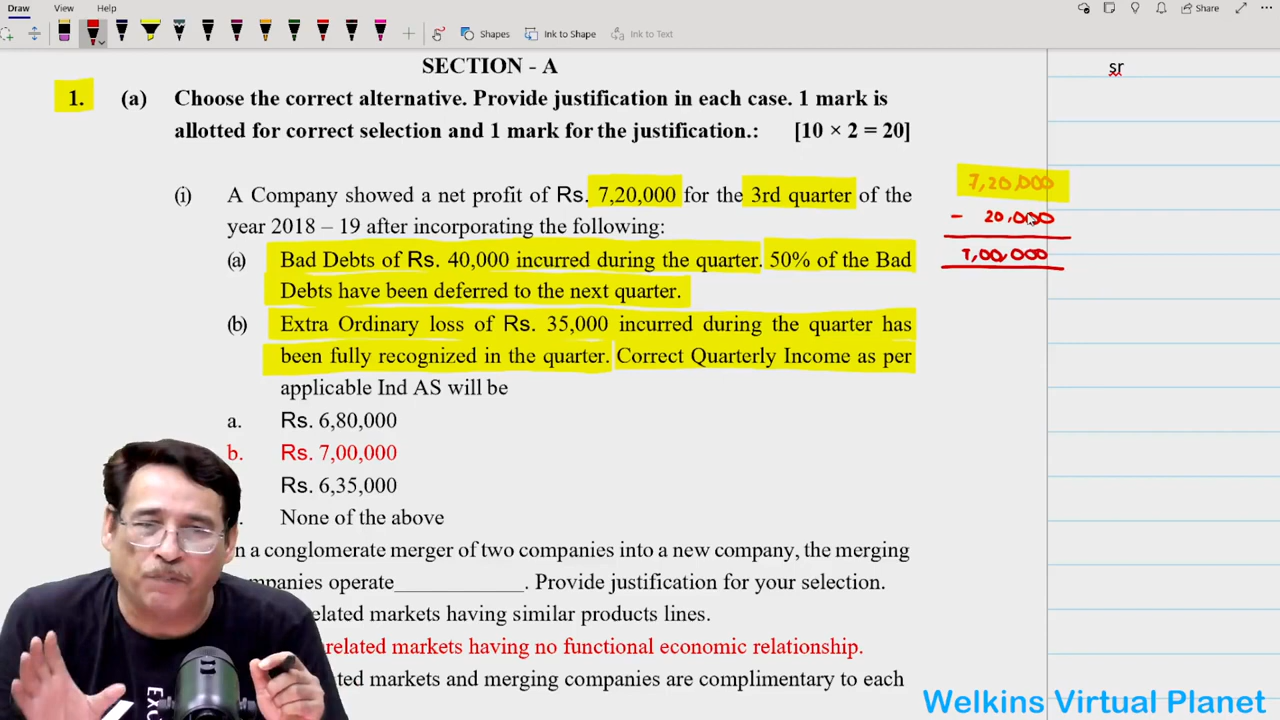 Draw View Help
Shapes Ink to Shape Ink to Text Share
SECTION - A
sr
1. (a) Choose the correct alternative. Provide justification in each case. 1 mark is
allotted for correct selection and 1 mark for the justification.: [10 × 2 = 20]
(i) A Company showed a net profit of Rs. 7,20,000 for the 3rd quarter of the
year 2018 – 19 after incorporating the following:
7,20,000
- 20,000
7,00,000
(a) Bad Debts of Rs. 40,000 incurred during the quarter. 50% of the Bad
Debts have been deferred to the next quarter.
(b) Extra Ordinary loss of Rs. 35,000 incurred during the quarter has
been fully recognized in the quarter. Correct Quarterly Income as per
applicable Ind AS will be
a. Rs. 6,80,000
b. Rs. 7,00,000
Rs. 6,35,000
None of the above
n a conglomerate merger of two companies into a new company, the merging
ompanies operate____________. Provide justification for your selection.
elated markets having similar products lines.
related markets having no functional economic relationship.
ted markets and merging companies are complimentary to each
EXC
Welkins Virtual Planet